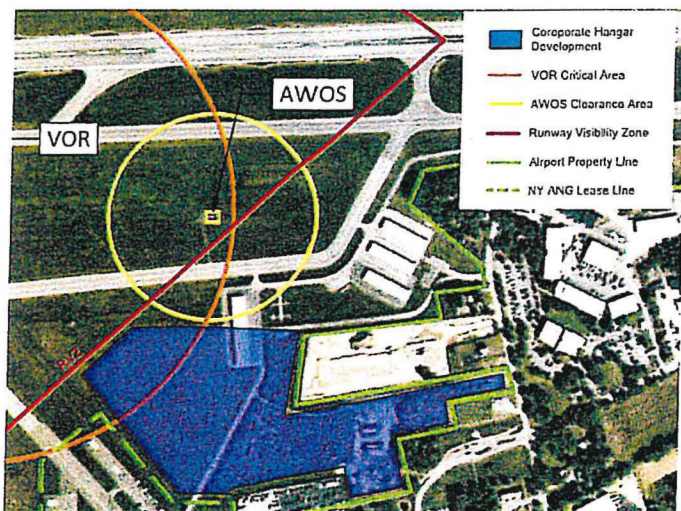 AWOS
VOR
RVZ
Coroporate Hangar
Development
VOR Critical Area
AWOS Clearance Area
Runway Visibility Zone
Airport Property Line
NY ANG Lease Line